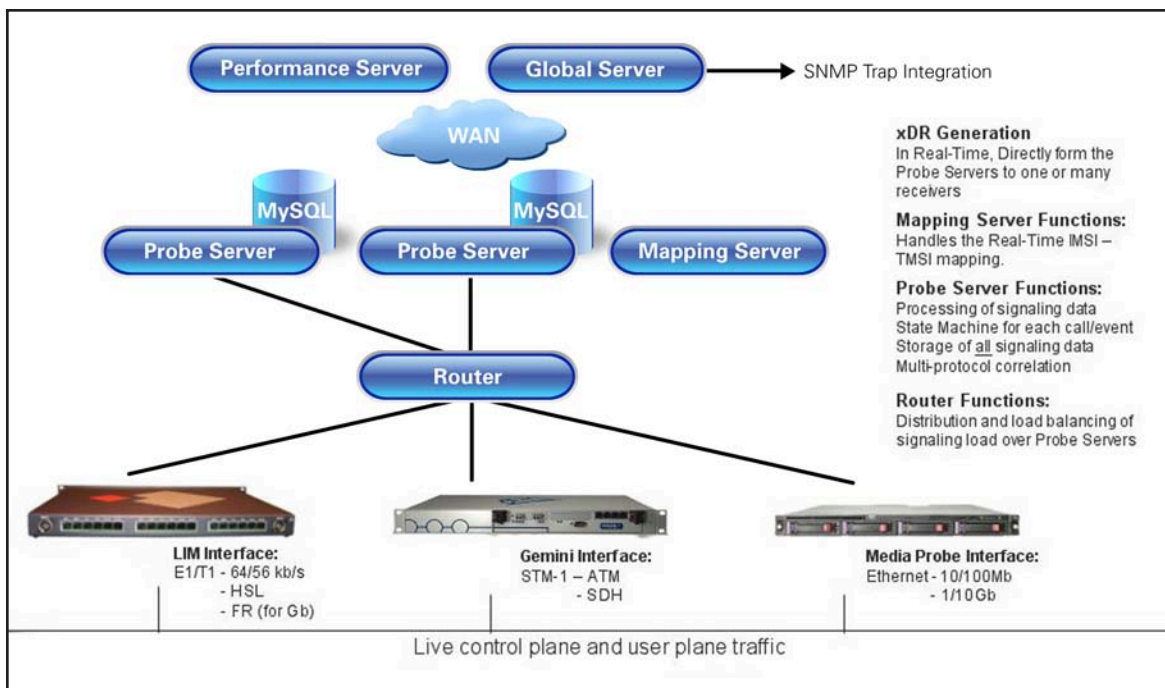 Performance Server
Global Server
SNMP Trap Integration
WAN
MySQL
MySQL
Probe Server
Probe Server
Mapping Server
Router
xDR Generation
In Real-Time, Directly form the
Probe Servers to one or many
receivers
Mapping Server Functions:
Handles the Real-Time IMSI –
TMSI mapping.
Probe Server Functions:
Processing of signaling data
State Machine for each call/event
Storage of all signaling data
Multi-protocol correlation
Router Functions:
Distribution and load balancing of
signaling load over Probe Servers
LIM Interface:
E1/T1 - 64/56 kb/s
- HSL
- FR (for Gb)
Gemini Interface:
STM-1 – ATM
- SDH
Media Probe Interface:
Ethernet - 10/100Mb
- 1/10Gb
Live control plane and user plane traffic